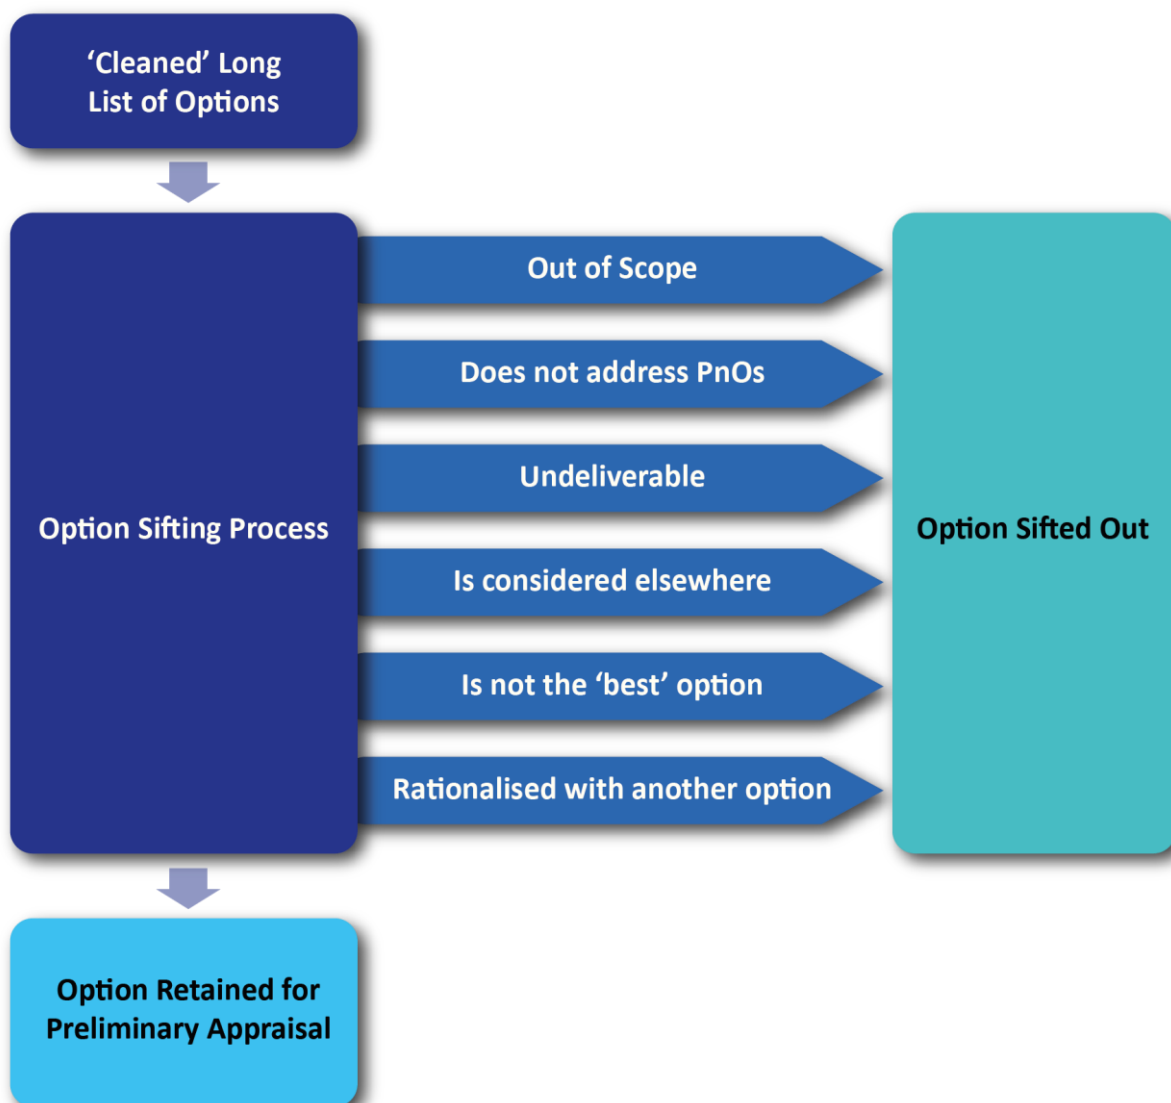 ‘Cleaned’ Long
List of Options
Out of Scope
Does not address PnOs
Undeliverable
Option Sifting Process
Option Sifted Out
Is considered elsewhere
Is not the ‘best’ option
Rationalised with another option
Option Retained for
Preliminary Appraisal